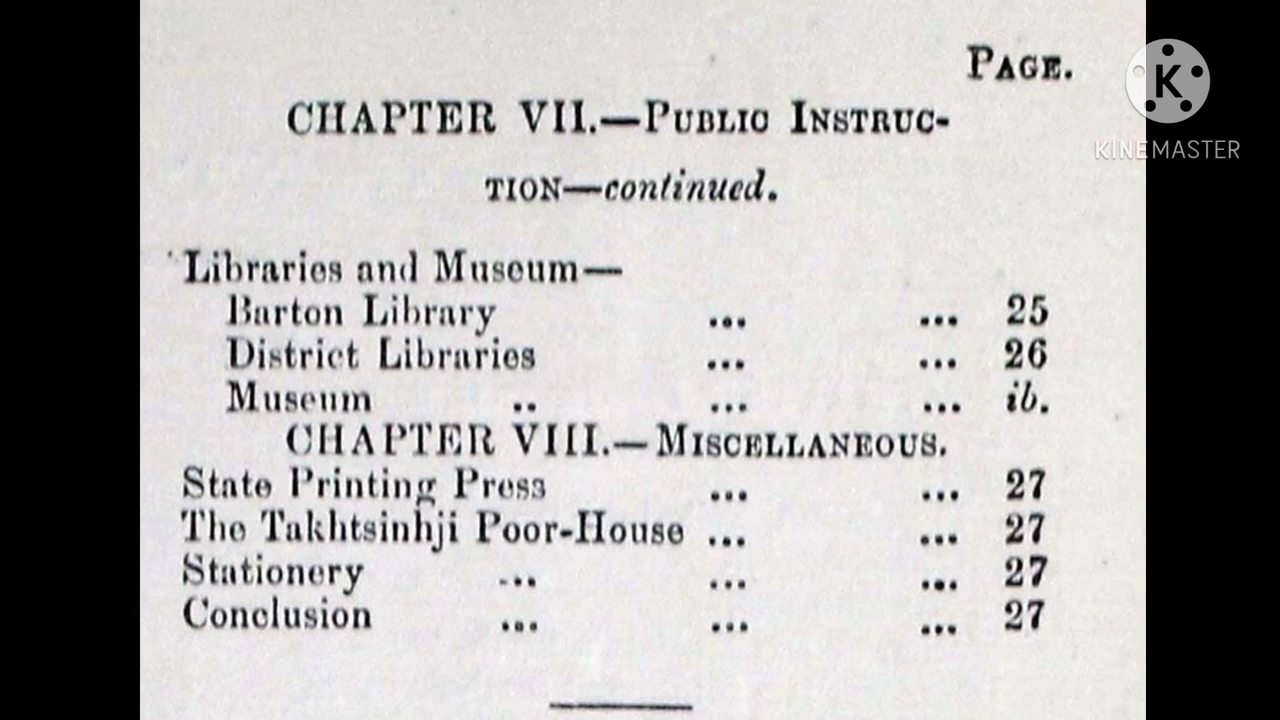 PAGE.
CHAPTER VII.—PUBLIC INSTRUC-
TION—continued.
Libraries and Museum—
Barton Library ... ... 25
District Libraries ... ... 26
Museum .. ... ... ib.
CHAPTER VIII.—MISCELLANEOUS.
State Printing Press ... ... 27
The Takhtsinhji Poor-House ... ... 27
Stationery ... ... ... 27
Conclusion ... ... ... 27
K
KINEMASTER